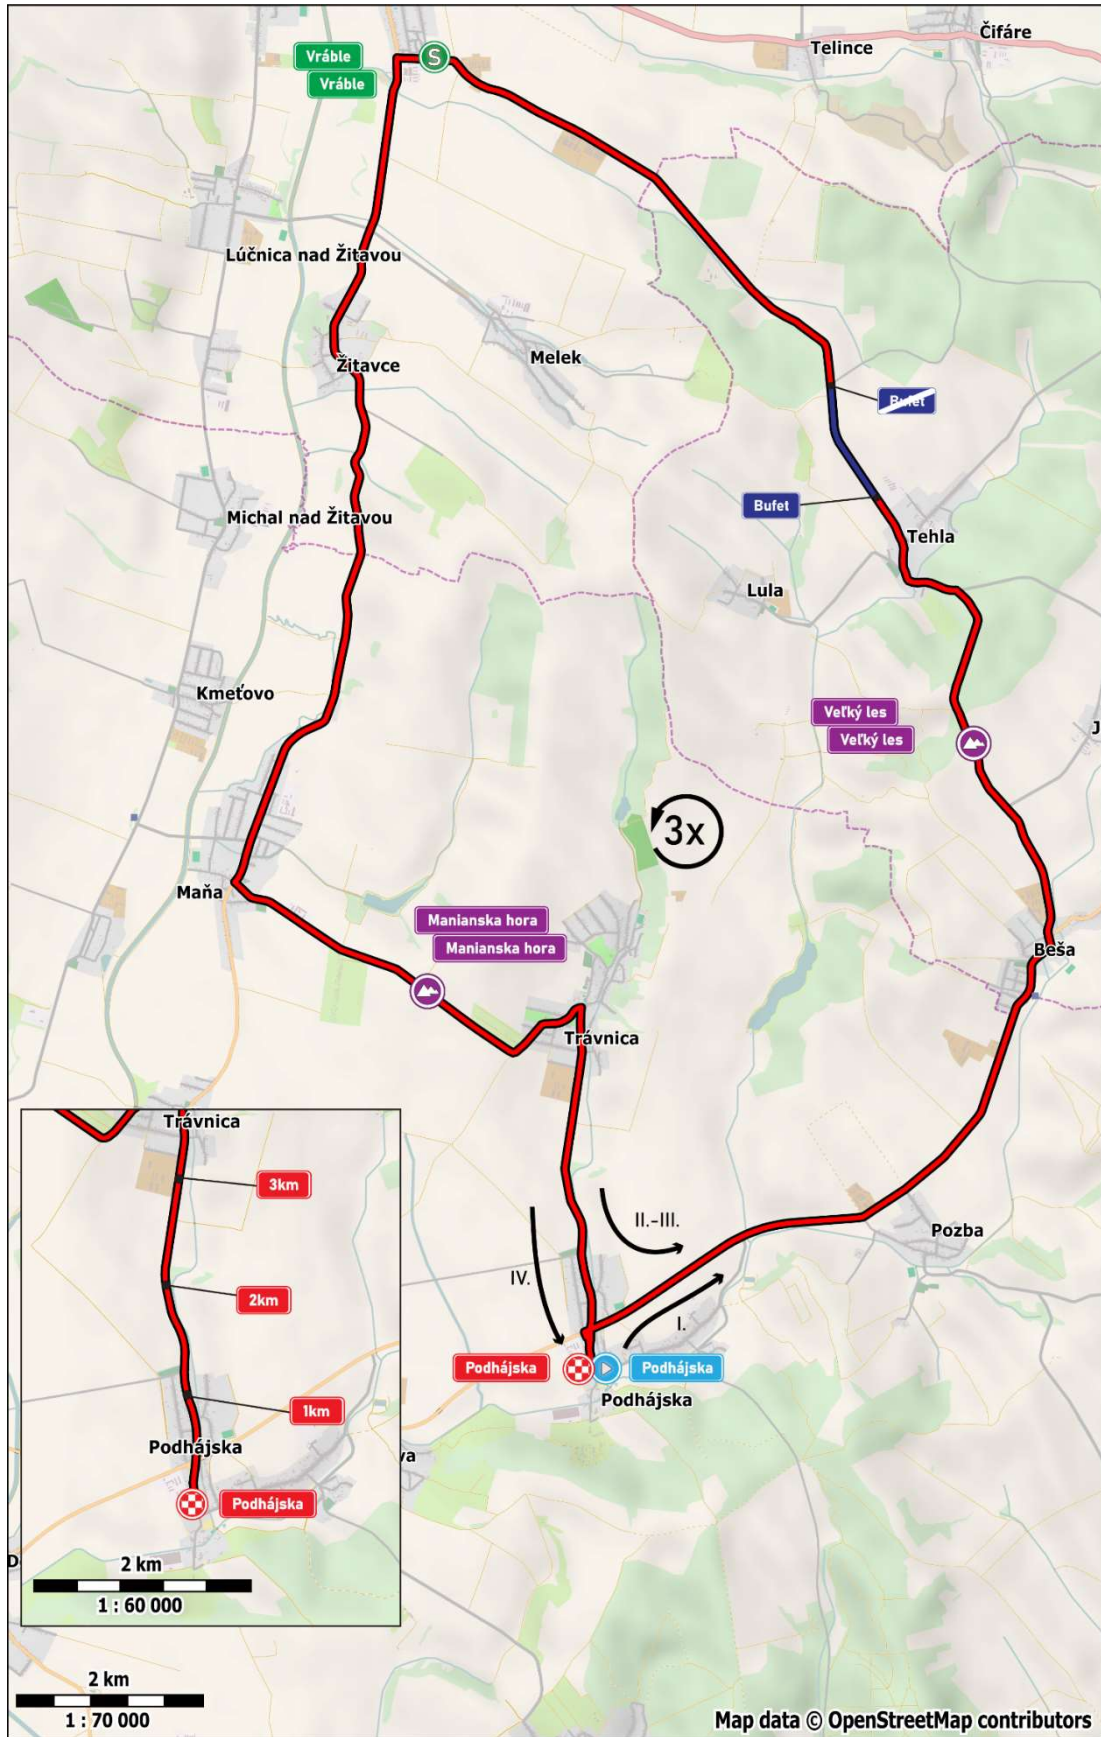 Čifáre
Telince
Vráble
S
Vráble
Lúčnica nad Žitavou
Melek
Žitavce
Bufet
Bufet
Michal nad Žitavou
Tehla
Lula
Kmeťovo
Veľký les
Veľký les
J
3x
Maňa
Manianska hora
Manianska hora
Beša
Trávnica
Trávnica
3km
II.-III.
Pozba
IV.
2km
I.
Podhájska
Podhájska
Podhájska
1km
Podhájska
va
Podhájska
D
2 km
1 : 60 000
2 km
1 : 70 000
Map data © OpenStreetMap contributors